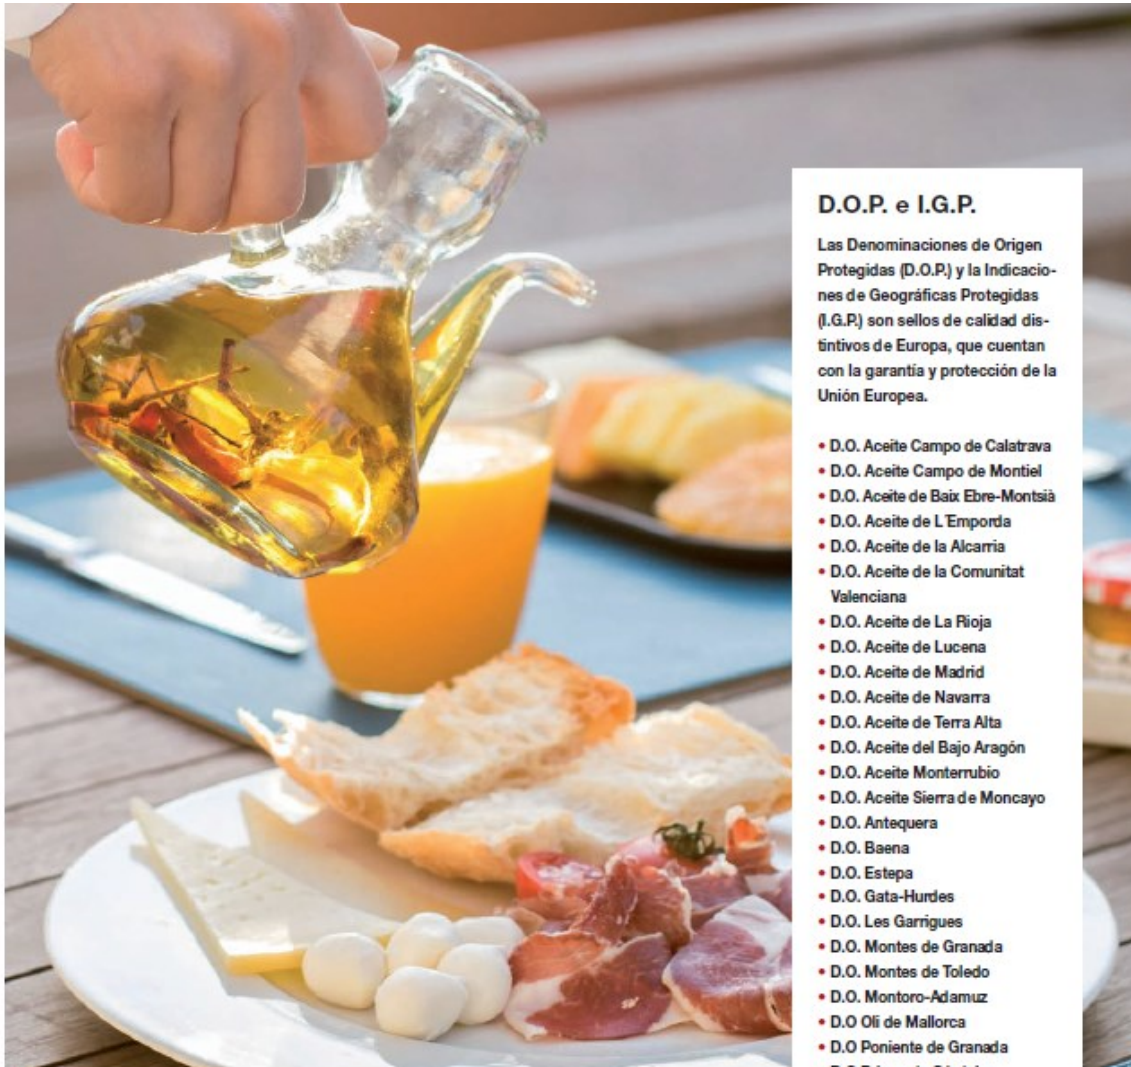 D.O.P. e I.G.P.
Las Denominaciones de Origen
Protegidas (D.O.P.) y la Indicacio-
nes de Geográficas Protegidas
(I.G.P.) son sellos de calidad dis-
tintivos de Europa, que cuentan
con la garantía y protección de la
Unión Europea.
• D.O. Aceite Campo de Calatrava
• D.O. Aceite Campo de Montiel
• D.O. Aceite de Baix Ebre-Montsià
• D.O. Aceite de L´Emporda
• D.O. Aceite de la Alcarria
• D.O. Aceite de la Comunitat
Valenciana
• D.O. Aceite de La Rioja
• D.O. Aceite de Lucena
• D.O. Aceite de Madrid
• D.O. Aceite de Navarra
• D.O. Aceite de Terra Alta
• D.O. Aceite del Bajo Aragón
• D.O. Aceite Monterrubio
• D.O. Aceite Sierra de Moncayo
• D.O. Antequera
• D.O. Baena
• D.O. Estepa
• D.O. Gata-Hurdes
• D.O. Les Garrigues
• D.O. Montes de Granada
• D.O. Montes de Toledo
• D.O. Montoro-Adamuz
• D.O Oli de Mallorca
• D.O Poniente de Granada